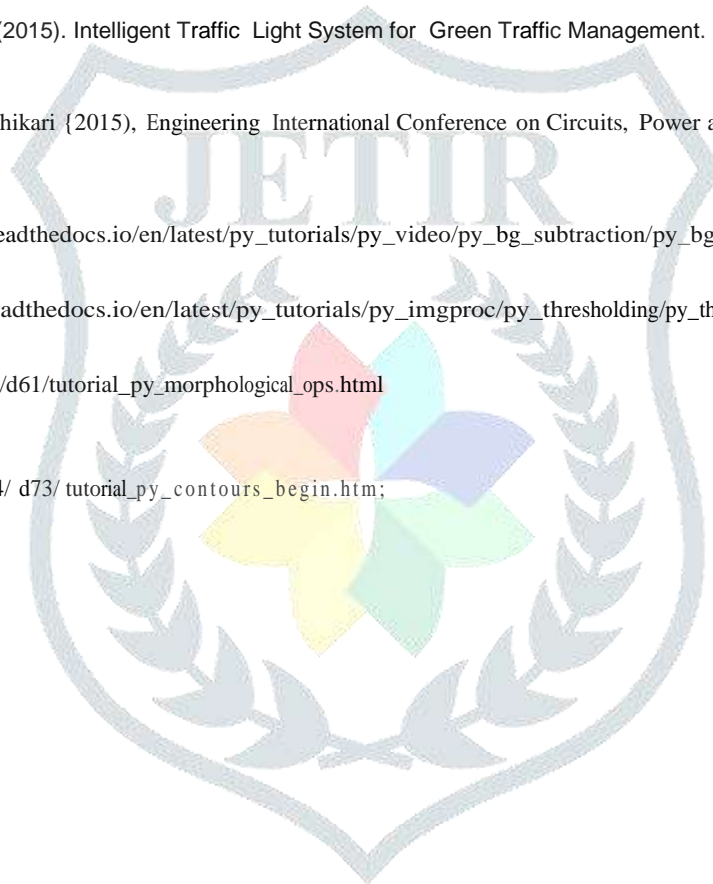 (2015). Intelligent Traffic Light System for Green Traffic Management.
hikari {2015), Engineering International Conference on Circuits, Power a
JETIR
eadthedocs.io/en/latest/py_tutorials/py_video/py_bg_subtraction/py_bg
adthedocs.io/en/latest/py_tutorials/py_imgproc/py_thresholding/py_th
/d61/tutorial_py_morphological_ops.html
4/ d73/ tutorial_py_contours_begin.htm;